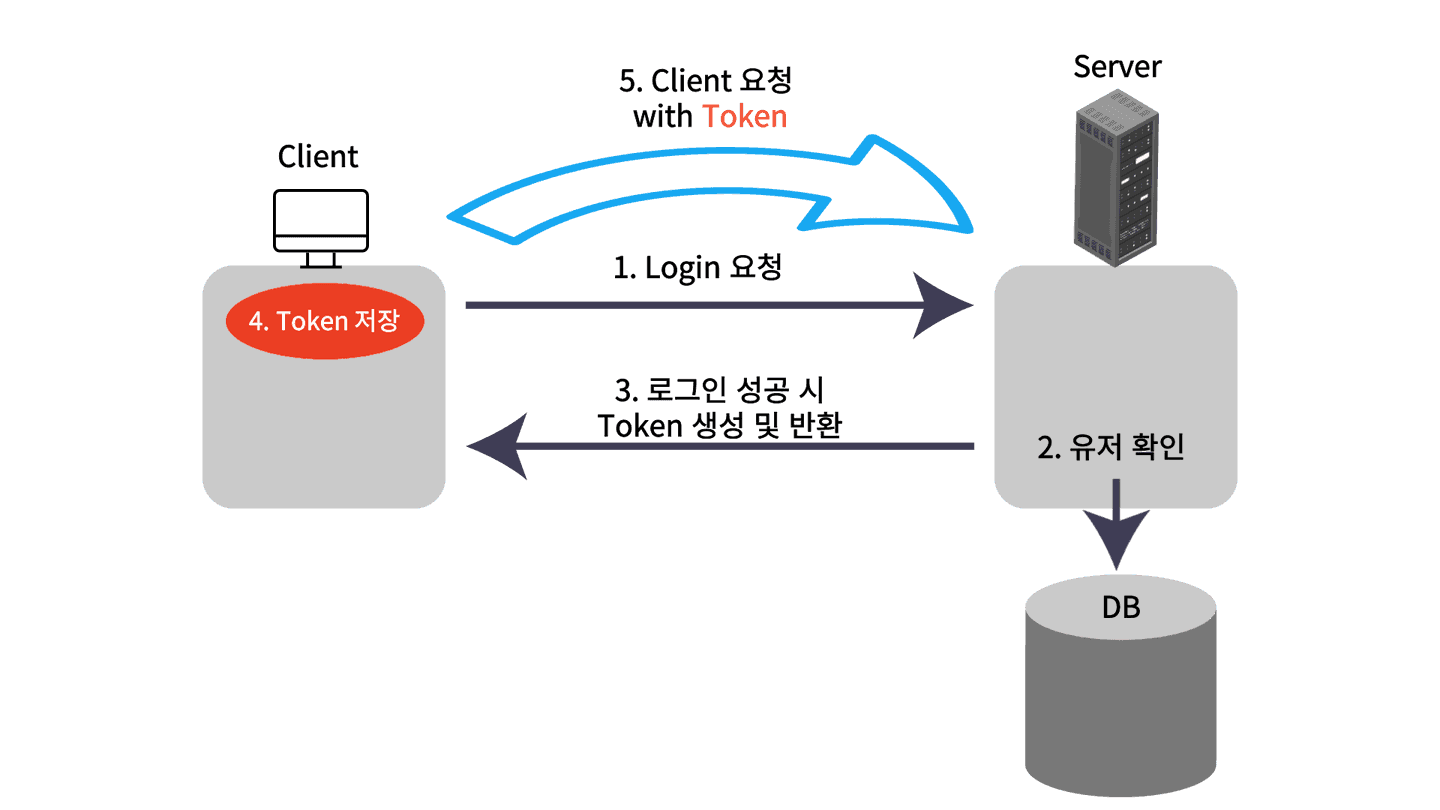 Server
5. Client 요청
with Token
Client
1. Login 요청
4. Token 저장
3. 로그인 성공 시
Token 생성 및 반환
2. 유저 확인
DB